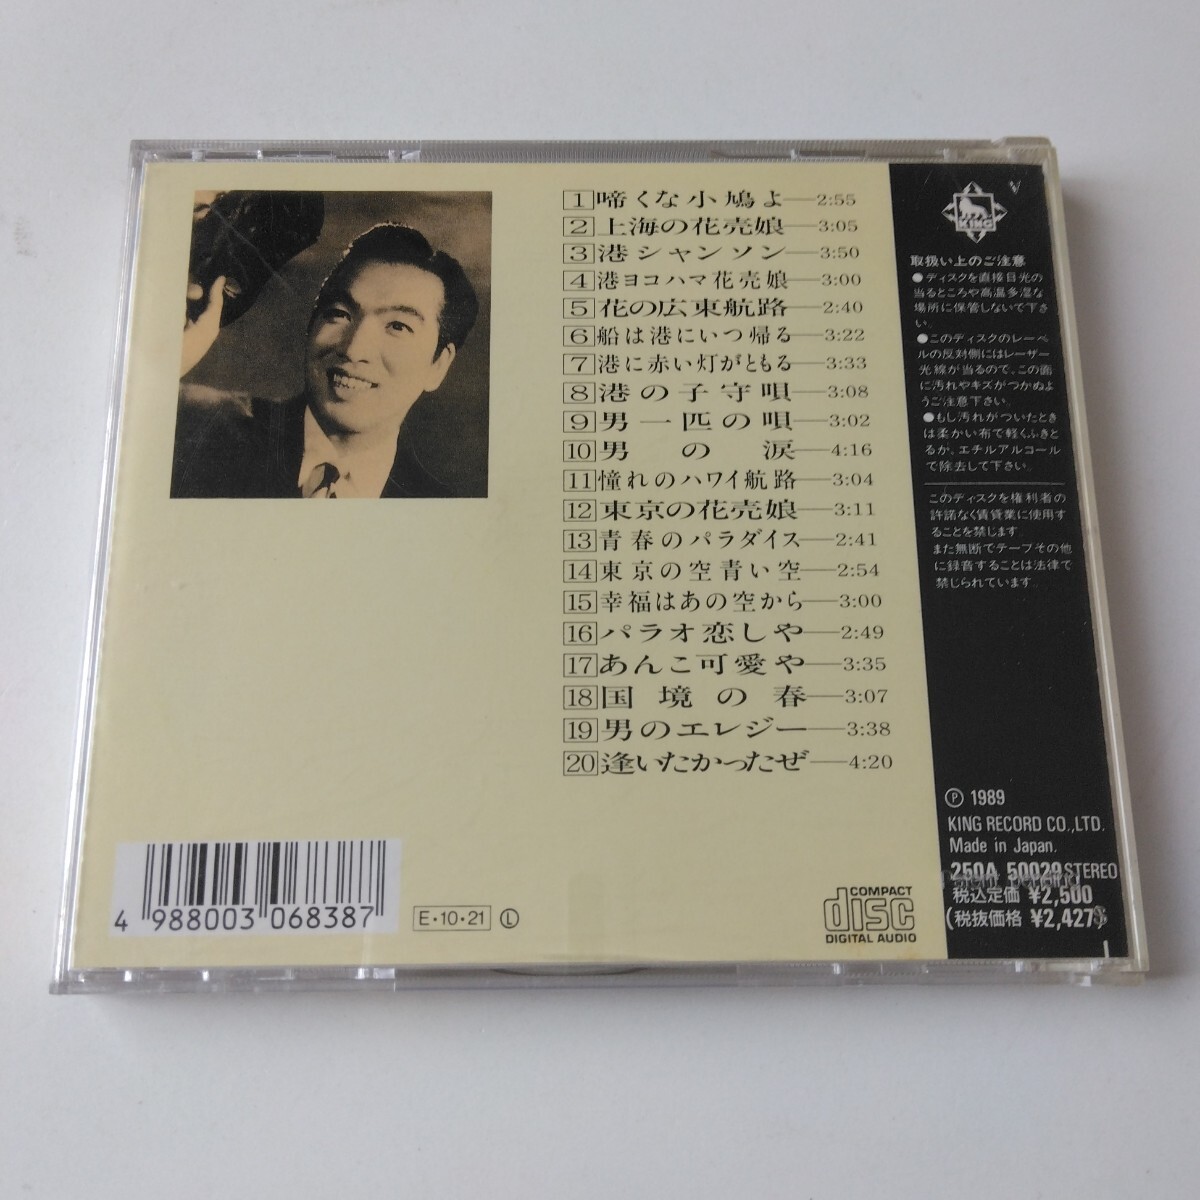 1 啼くな小鳩よ―2:55
2 上海の花売娘―3:05
3 港シャンソン―3:50
4 港ヨコハマ花売娘―3:00
5 花の広東航路―2:40
6 船は港にいつ帰る―3:22
7 港に赤い灯がともる―3:33
8 港の子守唄―3:08
9 男一匹の唄―3:02
10 男の涙―4:16
11 憧れのハワイ航路―3:04
12 東京の花売娘―3:11
13 青春のパラダイス―2:41
14 東京の空青い空―2:54
15 幸福はあの空から―3:00
16 パラオ恋しや―2:49
17 あんこ可愛や―3:35
18 国境の春―3:07
19 男のエレジー―3:38
20 逢いたかったぜ―4:20
4 988003 068387
E・10・21 Ⓛ
COMPACT
disc
DIGITAL AUDIO
KING
取扱い上のご注意
●ディスクを直接日光の
当るところや高温多湿な
場所に保管しないで下さ
い。
●このディスクのレーベ
ルの反対側にはレーザー
光線が当るので、この面
に汚れやキズがつかぬよ
うご注意下さい。
●もし汚れがついたとき
は柔かい布で軽くふきと
るか、エチルアルコール
で除去して下さい。
このディスクを権利者の
許諾なく賃貸業に使用す
ることを禁じます。
また無断でテープその他
に録音することは法律で
禁じられています。
Ⓟ 1989
KING RECORD CO.,LTD.
Made in Japan.
250A 50029 STEREO
税込定価 ¥2,500
(税抜価格 ¥2,427)